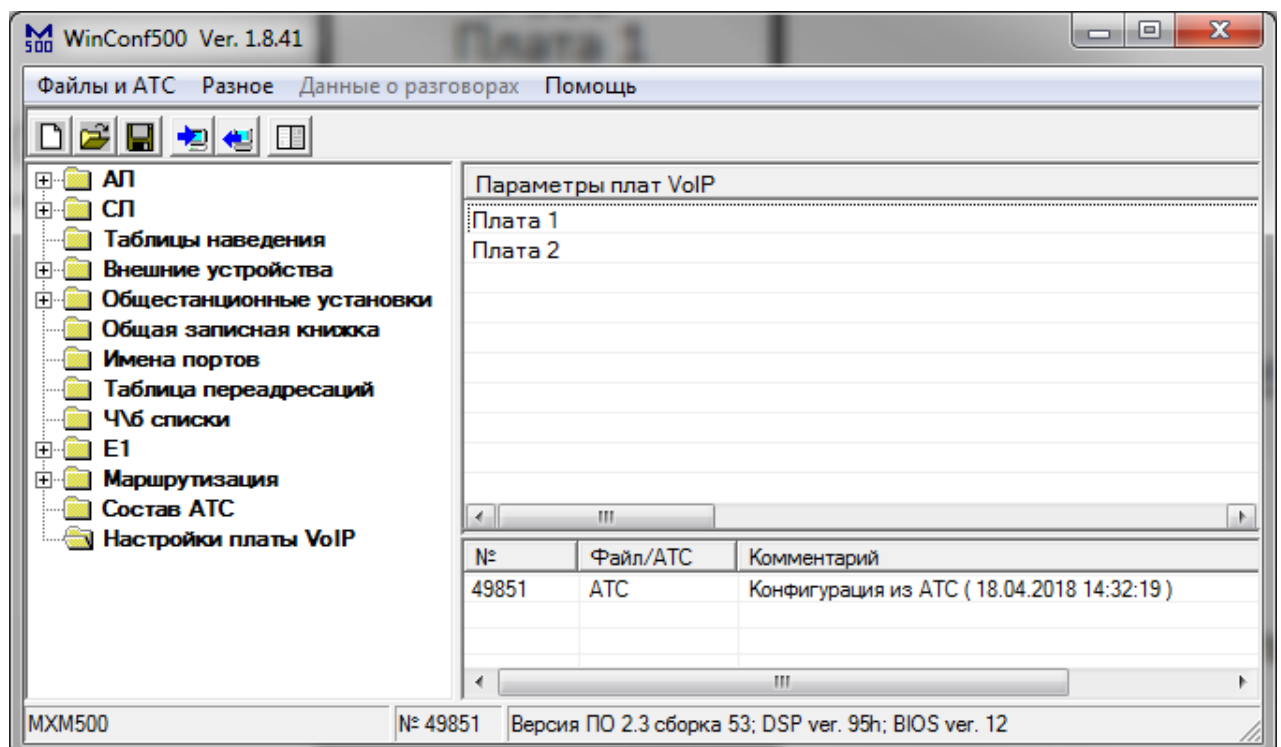 M 500 WinConf500 Ver. 1.8.41
Плата 1
Файлы и АТС Разное Данные о разговорах Помощь
АП
СЛ
Таблицы наведения
Внешние устройства
Общестанционные установки
Общая записная книжка
Имена портов
Таблица переадресаций
Ч\б списки
E1
Маршрутизация
Состав АТС
Настройки платы VoIP
Параметры плат VoIP
Плата 1
Плата 2
№ Файл/АТС Комментарий
49851 АТС Конфигурация из АТС ( 18.04.2018 14:32:19 )
MXM500 № 49851 Версия ПО 2.3 сборка 53; DSP ver. 95h; BIOS ver. 12